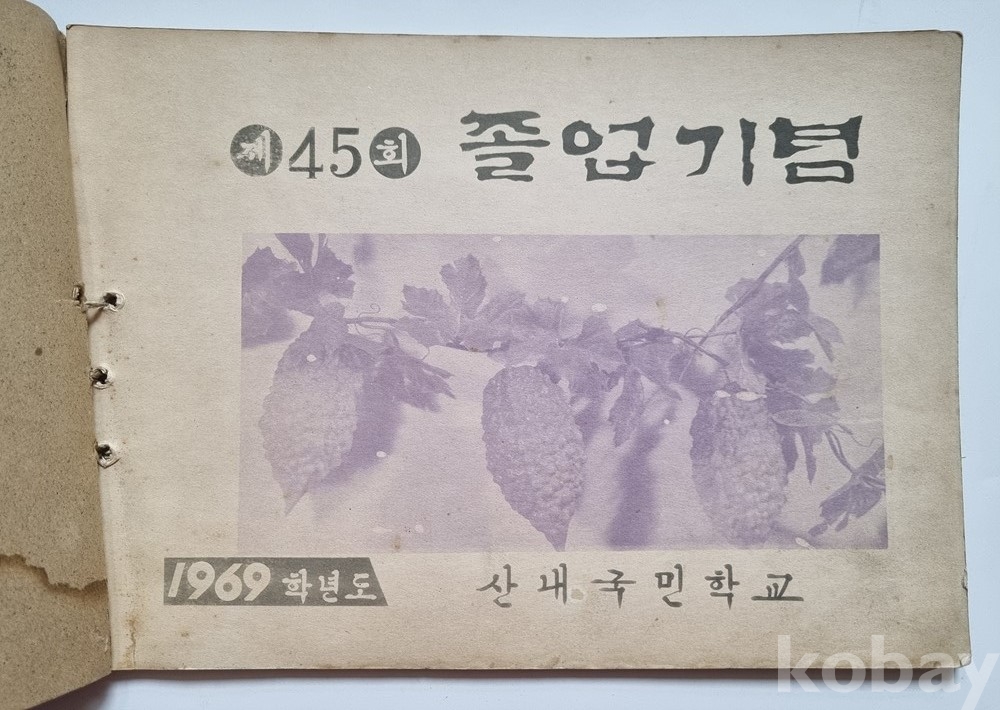 제45회 졸업기념
1969 학년도
산내국민학교
kobay